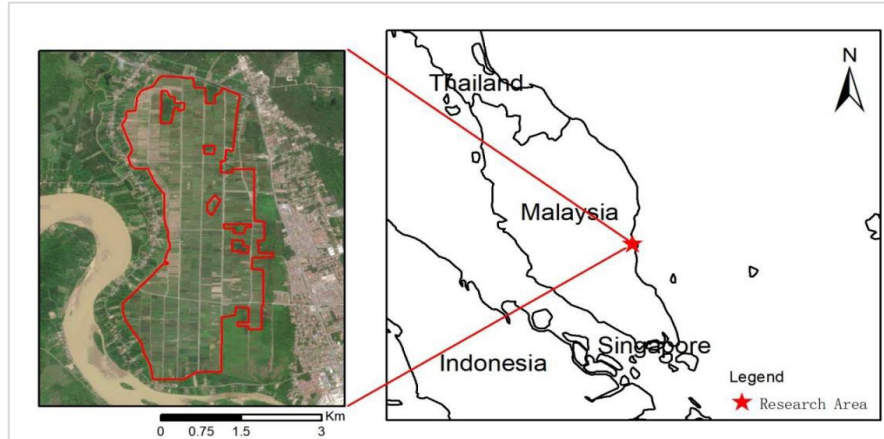 Thailand
N
Malaysia
Indonesia
Singapore
Legend
Research Area
Km
0 0.75 1.5 3